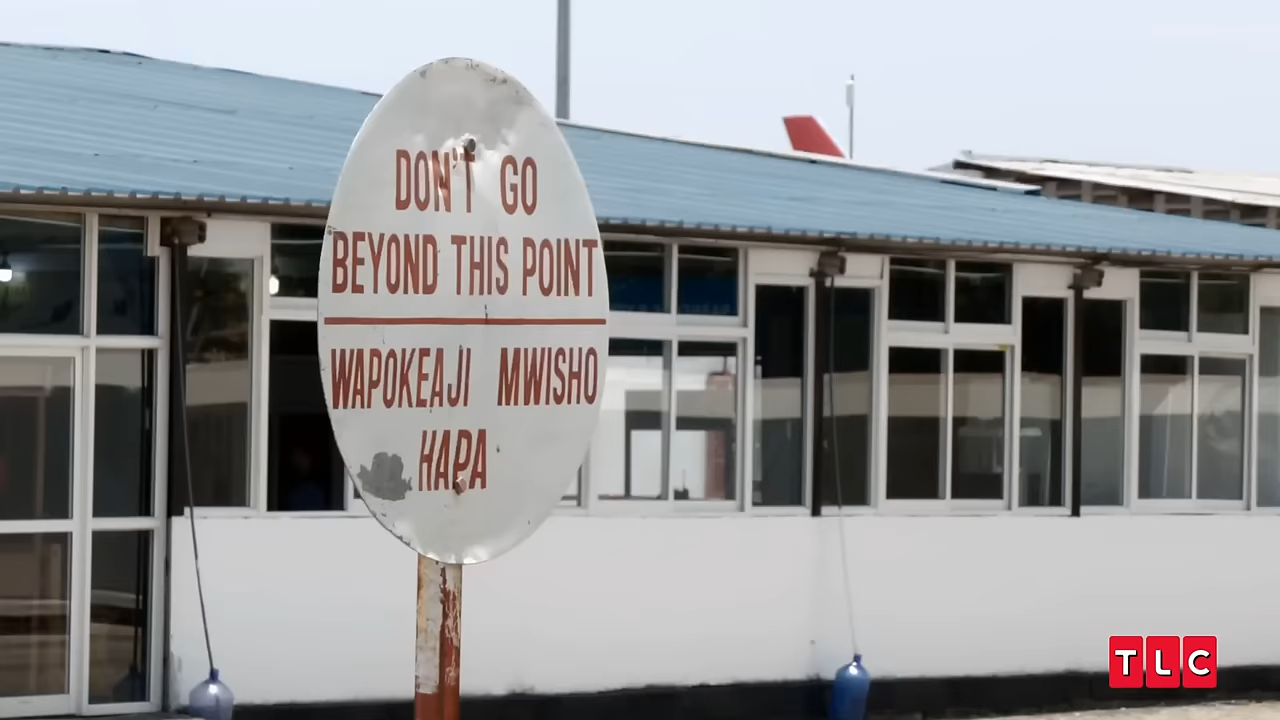 DON'T GO
BEYOND THIS POINT
WAPOKEAJI MWISHO
HAPA
TLC